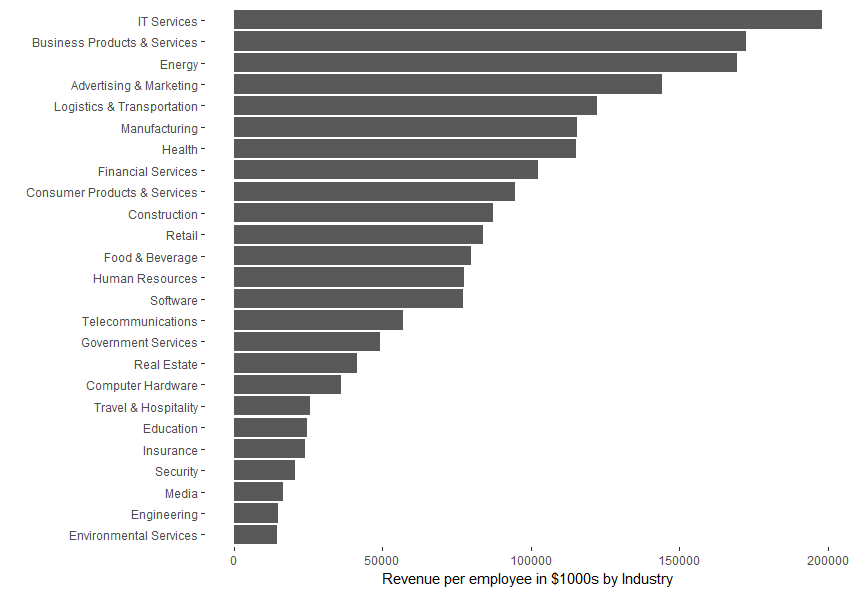 IT Services
Business Products & Services
Energy
Advertising & Marketing
Logistics & Transportation
Manufacturing
Health
Financial Services
Consumer Products & Services
Construction
Retail
Food & Beverage
Human Resources
Software
Telecommunications
Government Services
Real Estate
Computer Hardware
Travel & Hospitality
Education
Insurance
Security
Media
Engineering
Environmental Services
0 50000 100000 150000 200000
Revenue per employee in $1000s by Industry